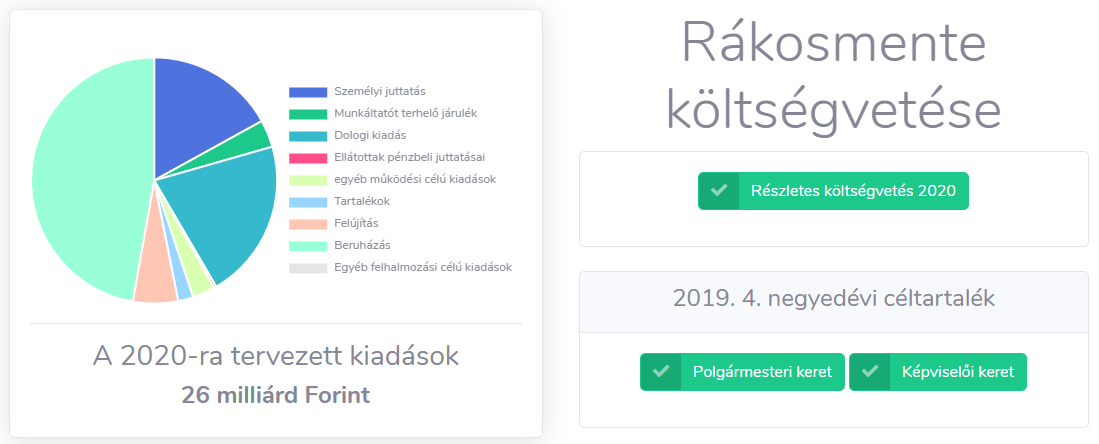 Személyi juttatás
Munkáltatót terhelő járulék
Dologi kiadás
Ellátottak pénzbeli juttatásai
egyéb működési célú kiadások
Tartalékok
Felújítás
Beruházás
Egyéb felhalmozási célú kiadások
A 2020-ra tervezett kiadások
26 milliárd Forint
Rákosmente
költségvetése
Részletes költségvetés 2020
2019. 4. negyedévi céltartalék
Polgármesteri keret
Képviselői keret